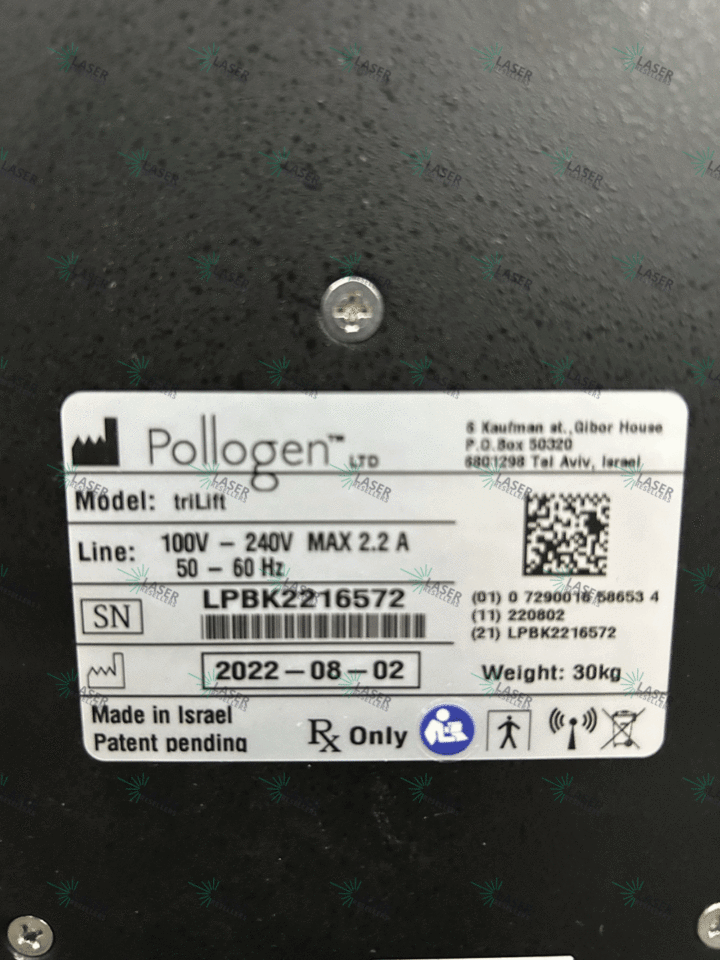 Pollogen™ LTD
6 Kaufman st., Gibor House
P.O.Box 50320
6801298 Tel Aviv, Israel
Model: triLift
Line: 100V – 240V MAX 2.2 A
50 – 60 Hz
SN LPBK2216572
(01) 0 7290016 58653 4
(11) 220802
(21) LPBK2216572
2022–08–02
Weight: 30kg
Made in Israel
Patent pending
Rx Only
LASER RESELLERS